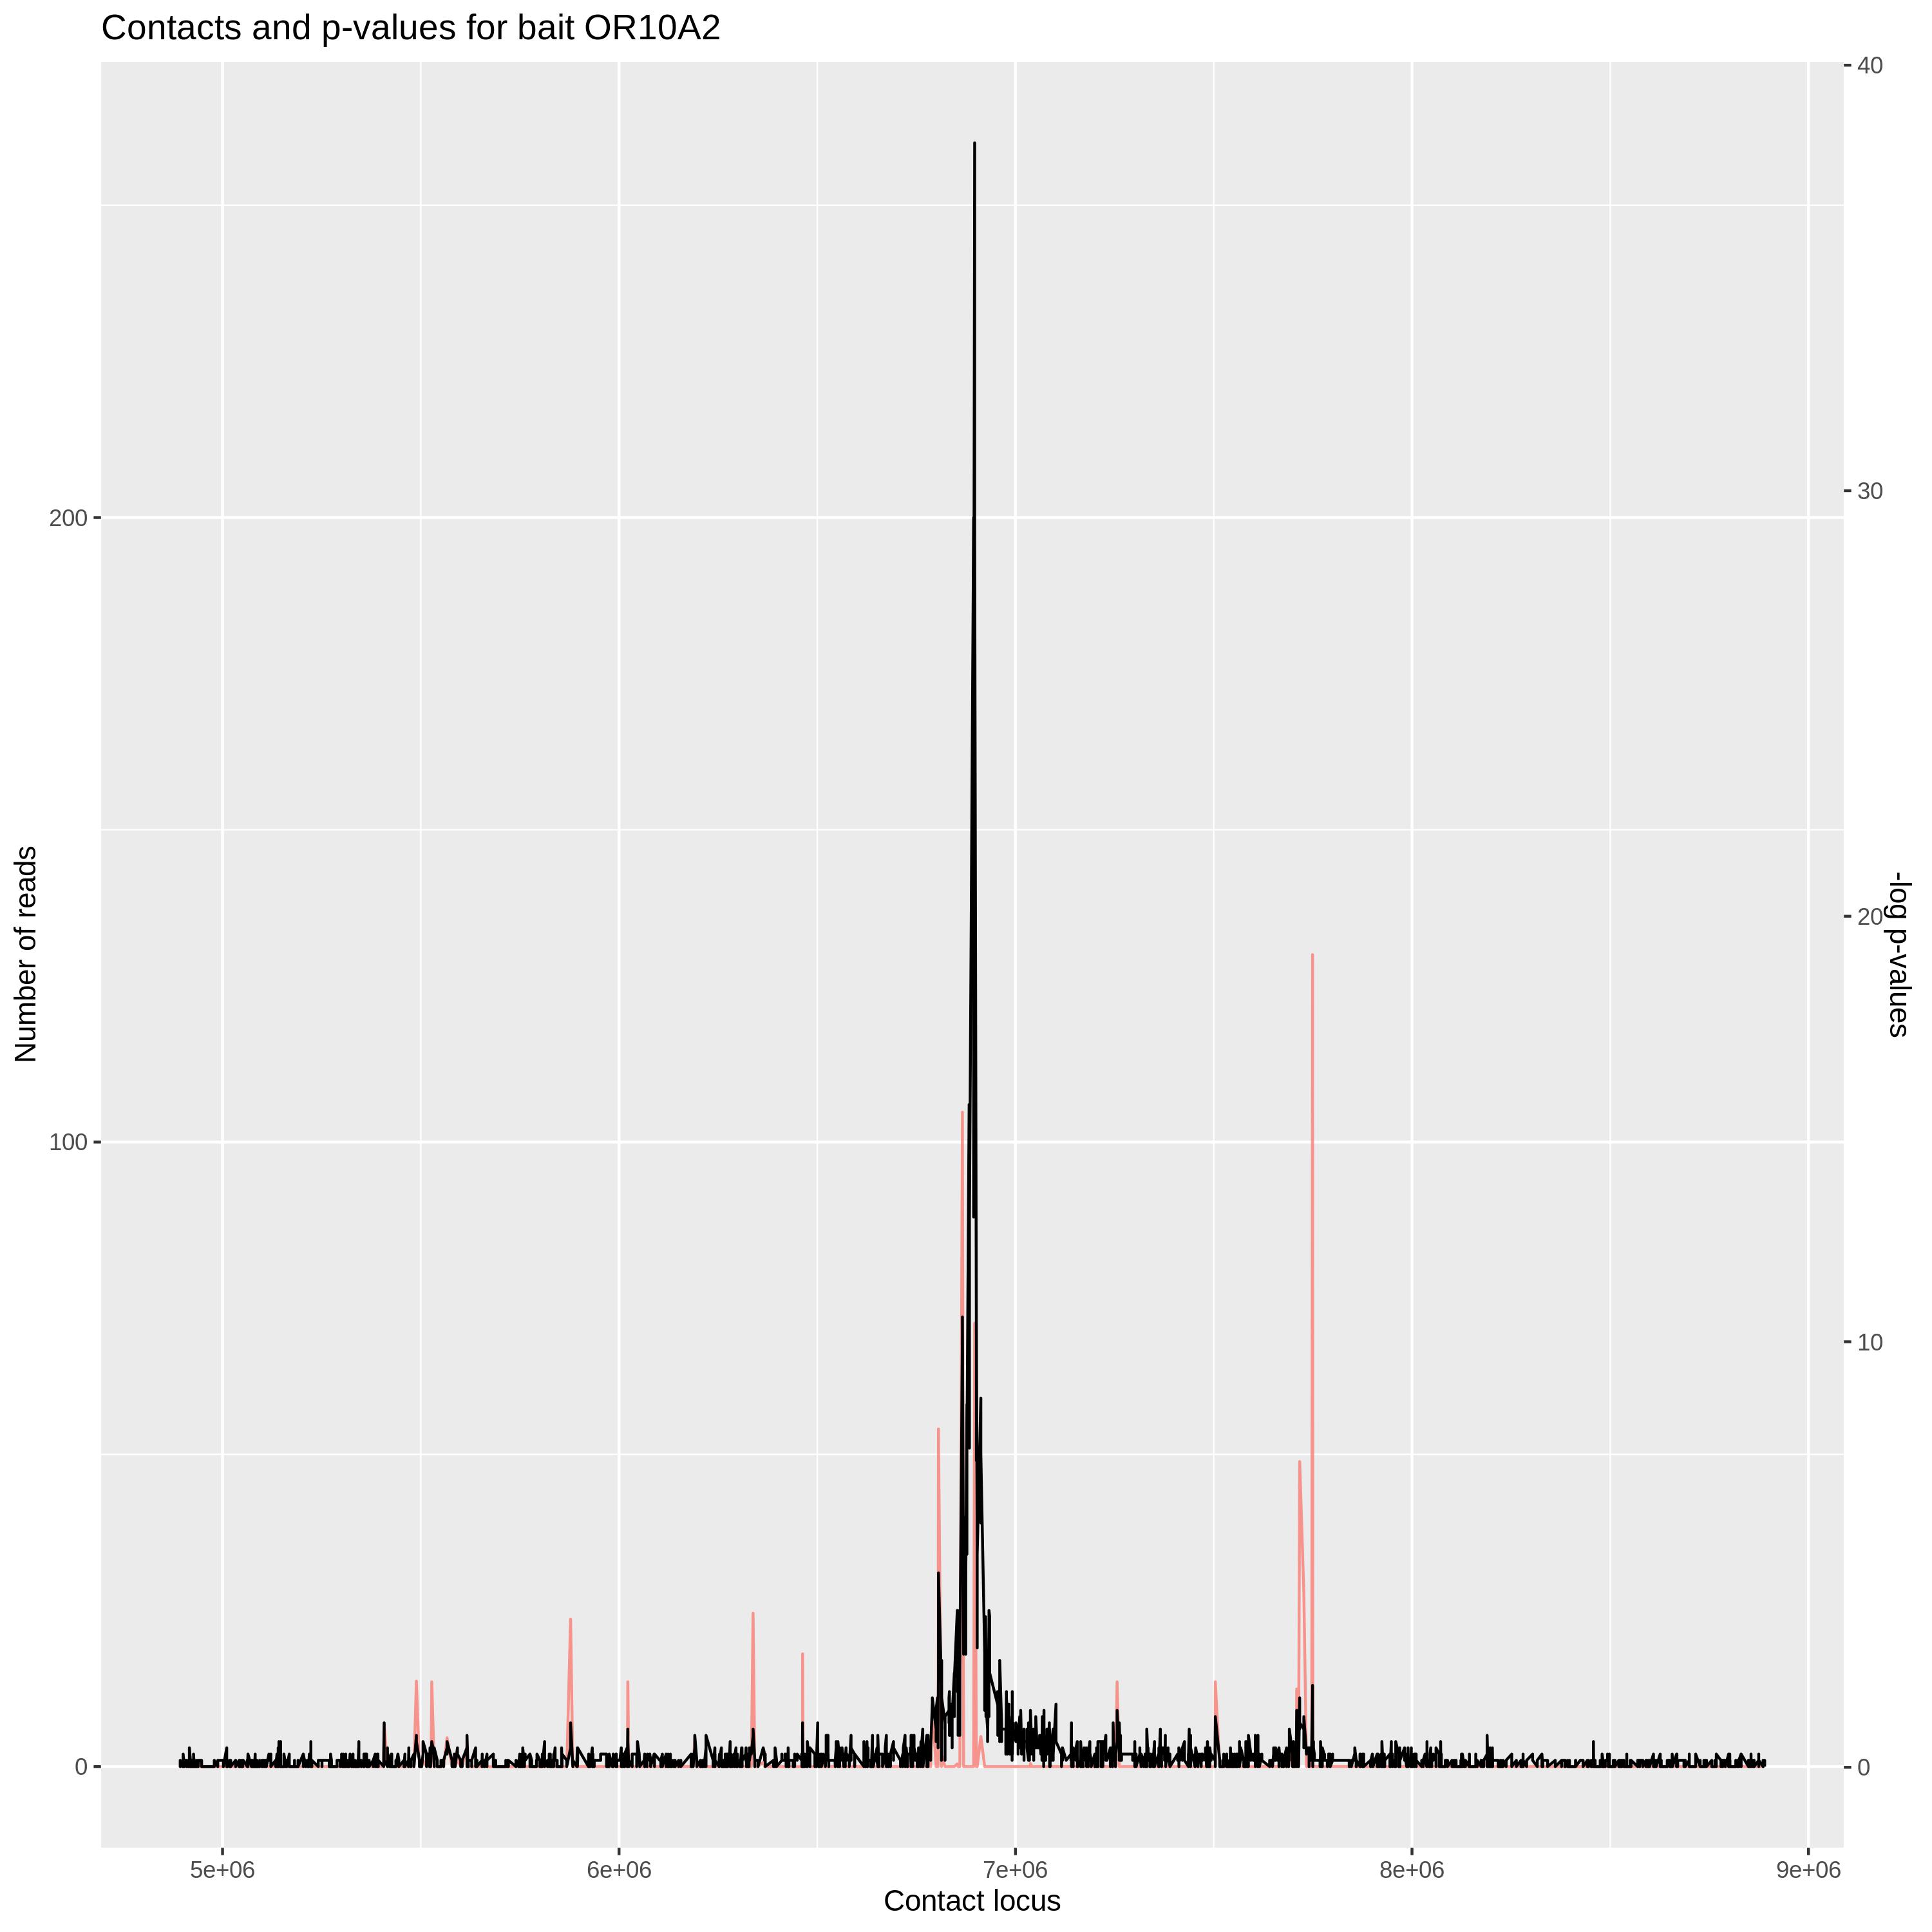 Contacts and p-values for bait OR10A2
Number of reads
200
100
0
40
30
20
10
0
-log p-values
5e+06 6e+06 7e+06 8e+06 9e+06
Contact locus